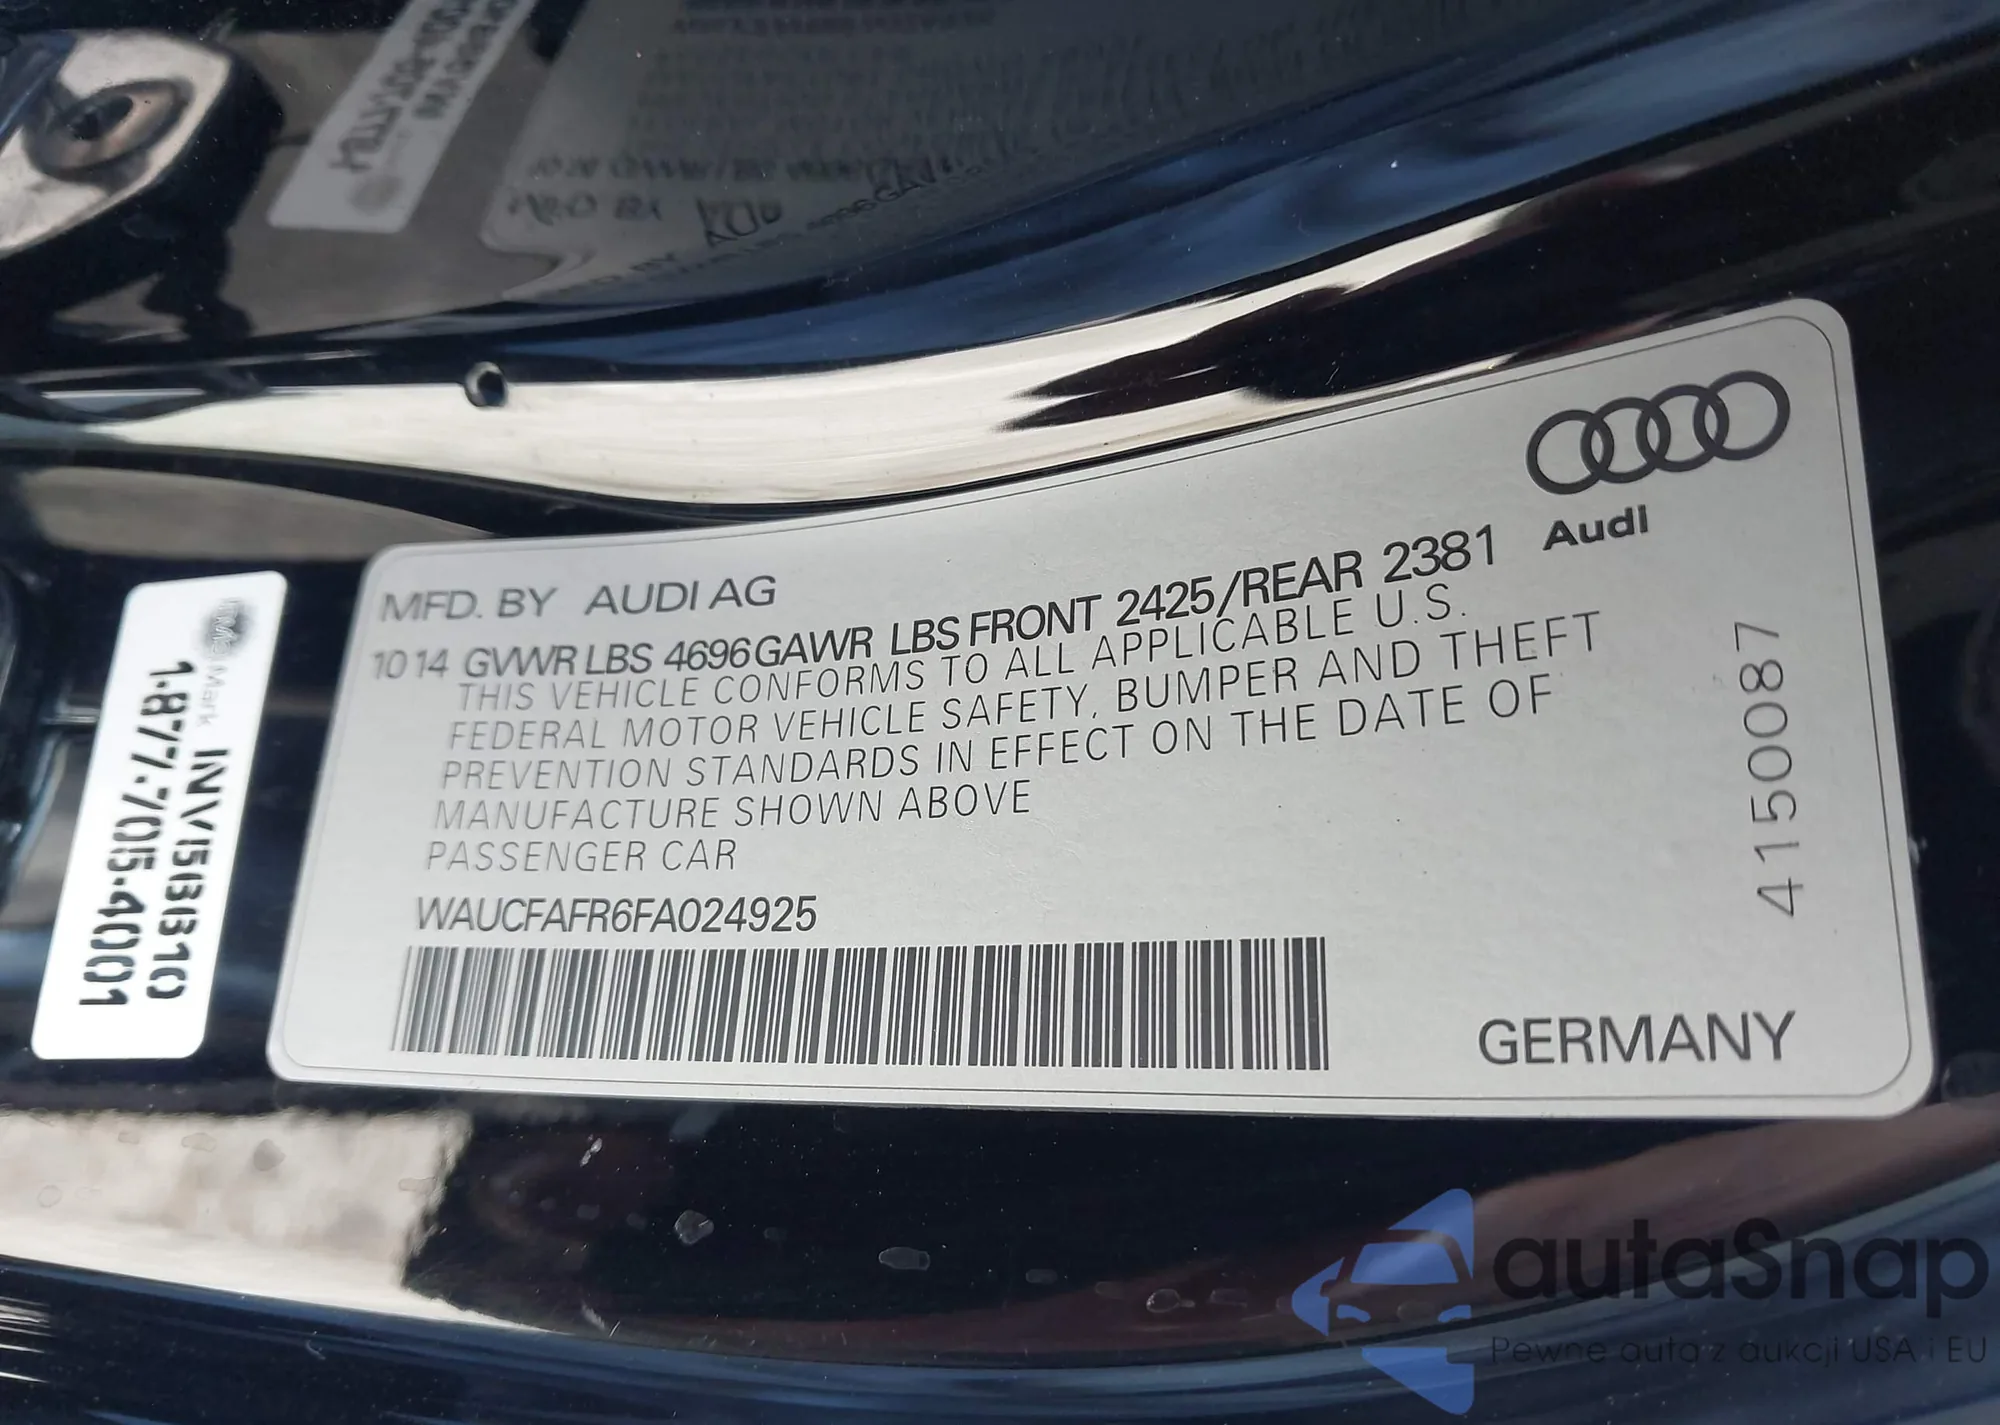 Audi
MFD. BY AUDI AG
10 14 GVWR LBS 4696 GAWR LBS FRONT 2425/REAR 2381
THIS VEHICLE CONFORMS TO ALL APPLICABLE U.S.
FEDERAL MOTOR VEHICLE SAFETY, BUMPER AND THEFT
PREVENTION STANDARDS IN EFFECT ON THE DATE OF
MANUFACTURE SHOWN ABOVE
PASSENGER CAR
WAUCFAFR6FA024925
4150087
GERMANY
Mark INV5BB10
1·877·705·4001
autaSnap
Pewne auta z aukcji USA i EU